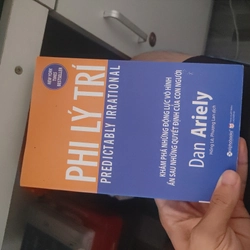 NEW YORK TIMES
BESTSELLER
PHI LÝ TRÍ
PREDICTABLY IRRATIONAL
KHÁM PHÁ NHỮNG ĐỘNG LỰC VÔ HÌNH
ẨN SAU NHỮNG QUYẾT ĐỊNH CỦA CON NGƯỜI
Dan Ariely